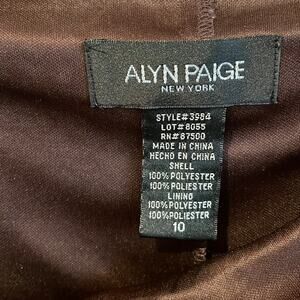 ALYN PAIGE
NEW YORK
STYLE#3984
LOT#8055
RN#87500
MADE IN CHINA
HECHO EN CHINA
SHELL
100%POLYESTER
100%POLIESTER
LINING
100%POLYESTER
100%POLIESTER
10